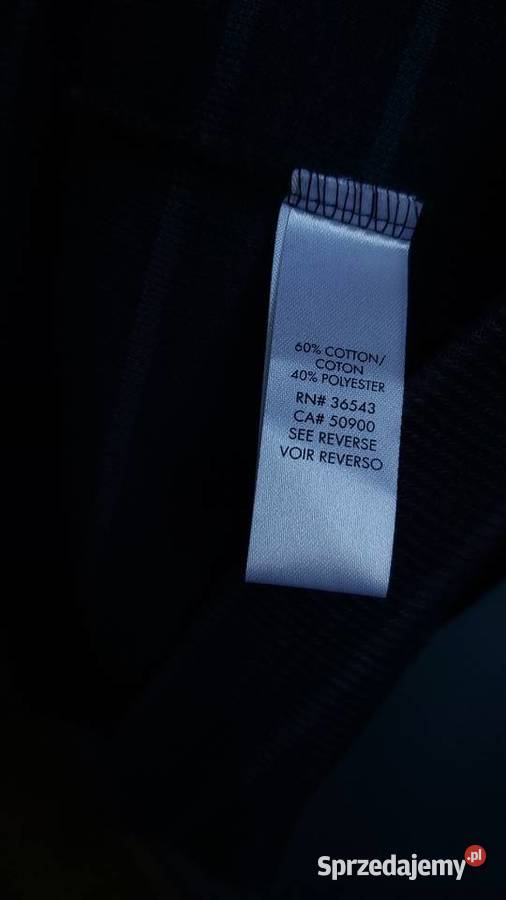 60% COTTON/
COTON
40% POLYESTER
RN# 36543
CA# 50900
SEE REVERSE
VOIR REVERSO
Sprzedajemy.pl